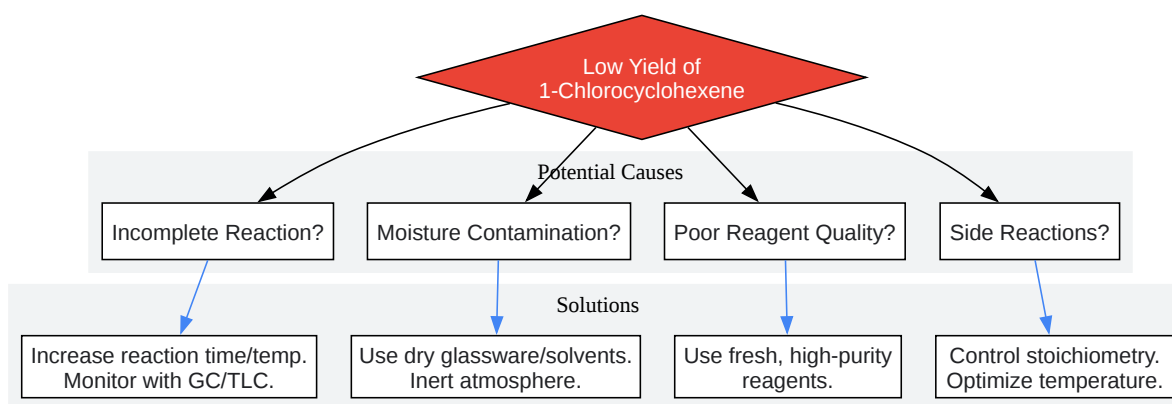 Low Yield of
1-Chlorocyclohexene
Potential Causes
Incomplete Reaction?
Moisture Contamination?
Poor Reagent Quality?
Side Reactions?
Solutions
Increase reaction time/temp.
Monitor with GC/TLC.
Use dry glassware/solvents.
Inert atmosphere.
Use fresh, high-purity
reagents.
Control stoichiometry.
Optimize temperature.